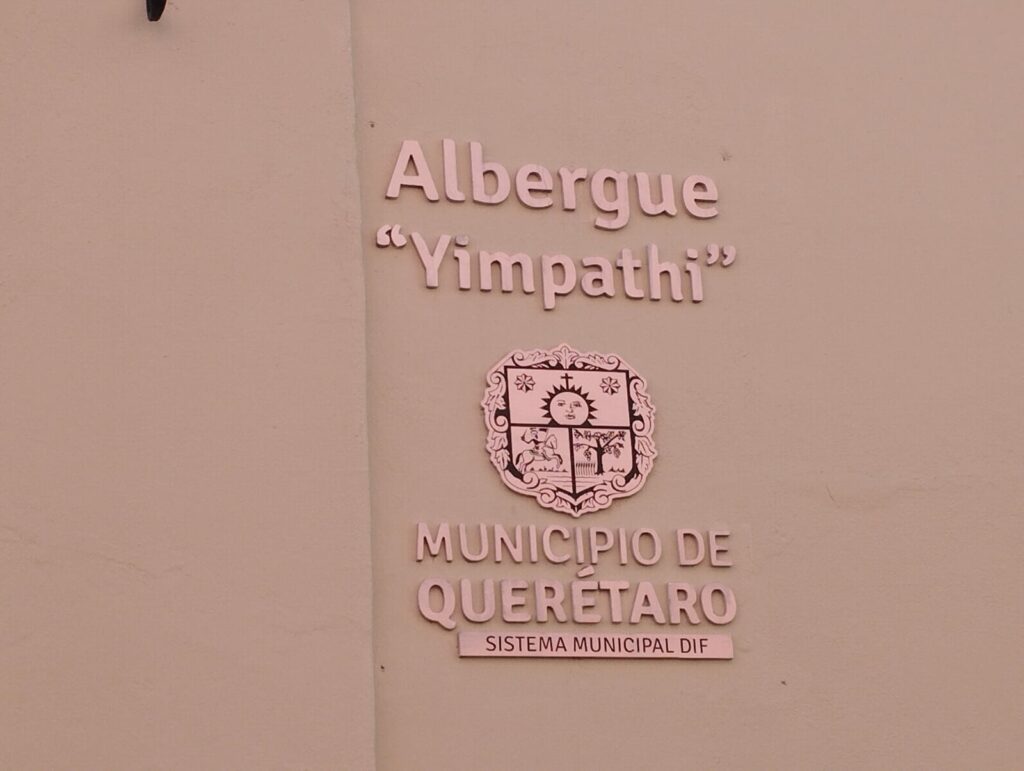 Albergue
“Yimpathi”
MUNICIPIO DE
QUERÉTARO
SISTEMA MUNICIPAL DIF